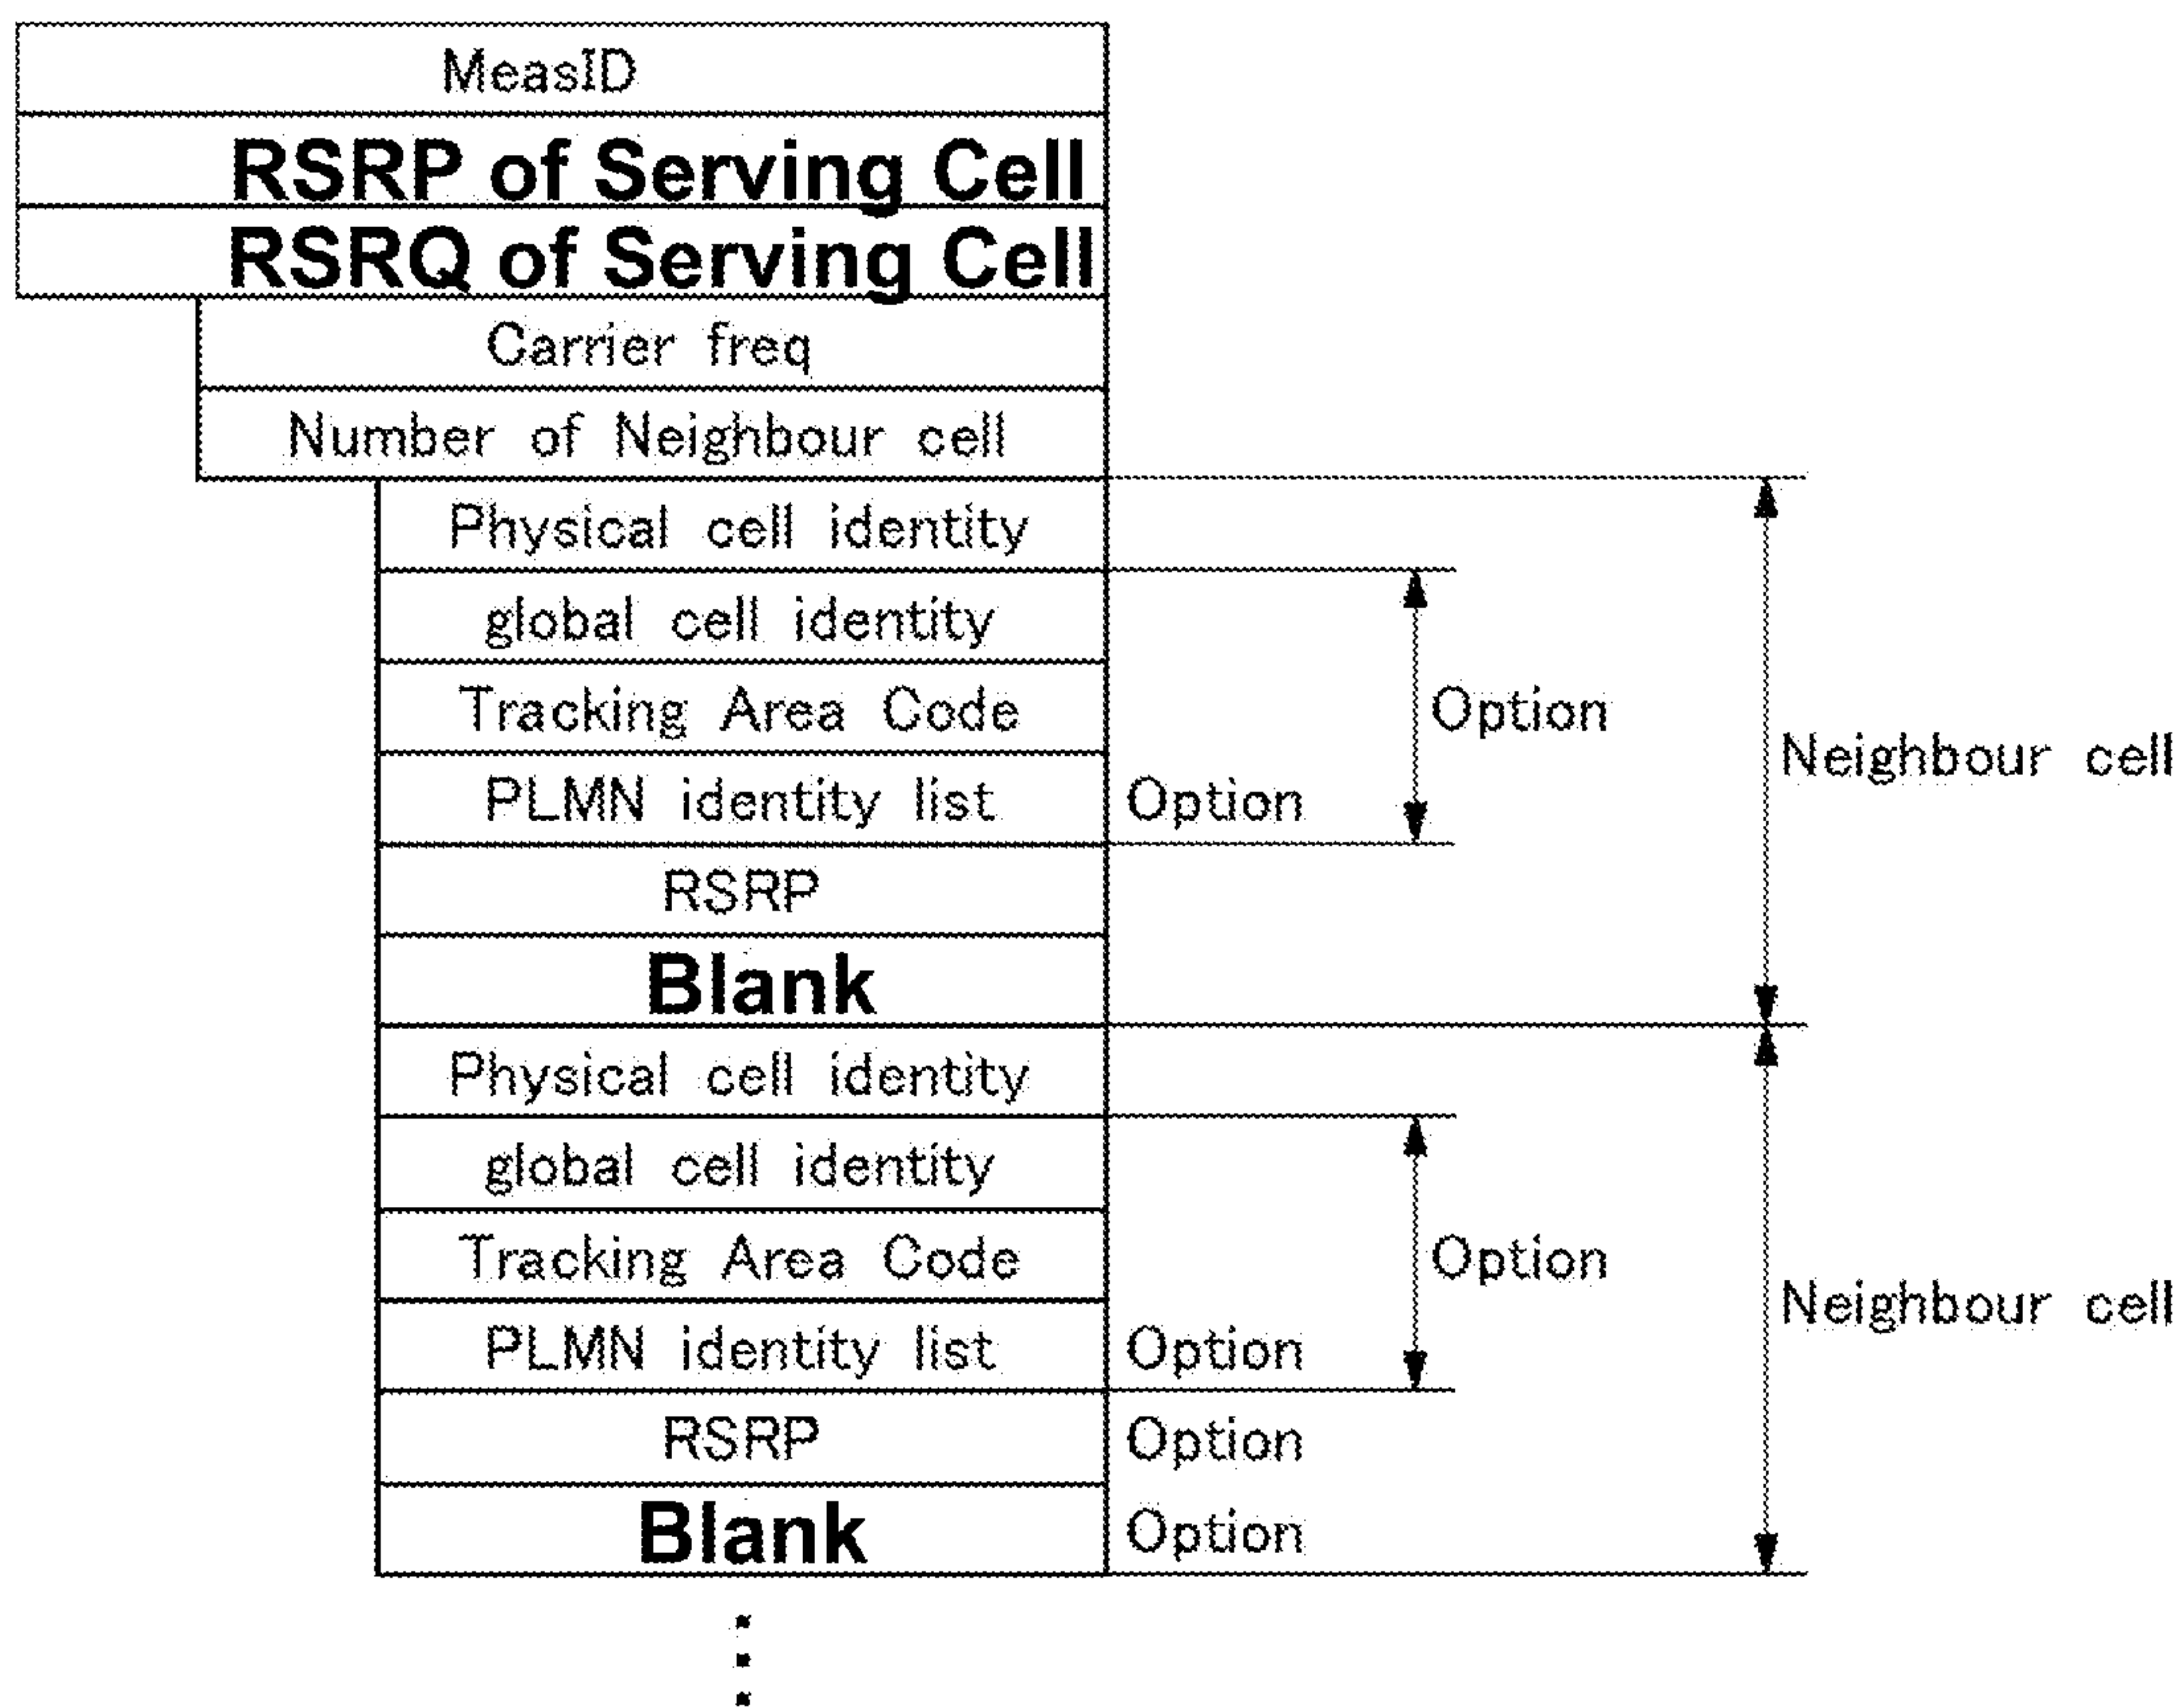 MeasID
RSRP of Serving Cell
RSRQ of Serving Cell
Carrier freq
Number of Neighbour cell
Physical cell identity
global cell identity
Tracking Area Code
Option
Neighbour cell
PLMN identity list
Option
RSRP
Blank
Physical cell identity
global cell identity
Tracking Area Code
Option
Neighbour cell
PLMN identity list
Option
RSRP
Option
Blank
Option